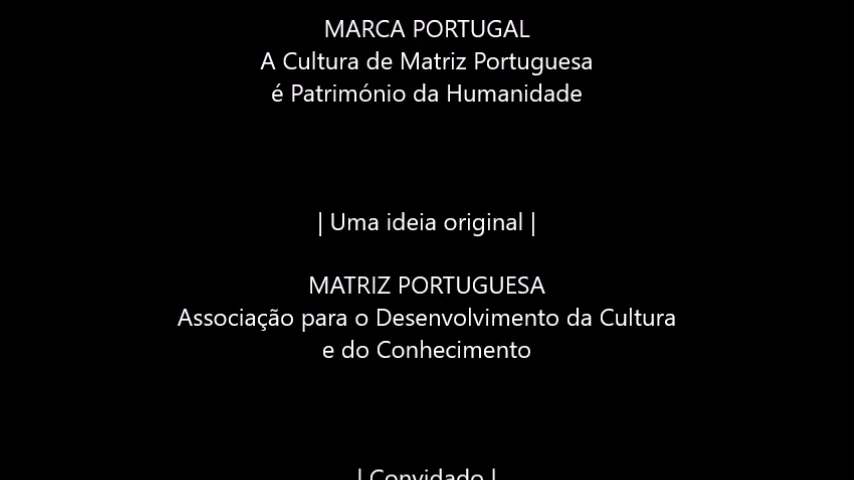 MARCA PORTUGAL
A Cultura de Matriz Portuguesa
é Património da Humanidade
| Uma ideia original |
MATRIZ PORTUGUESA
Associação para o Desenvolvimento da Cultura
e do Conhecimento
| Convidado |